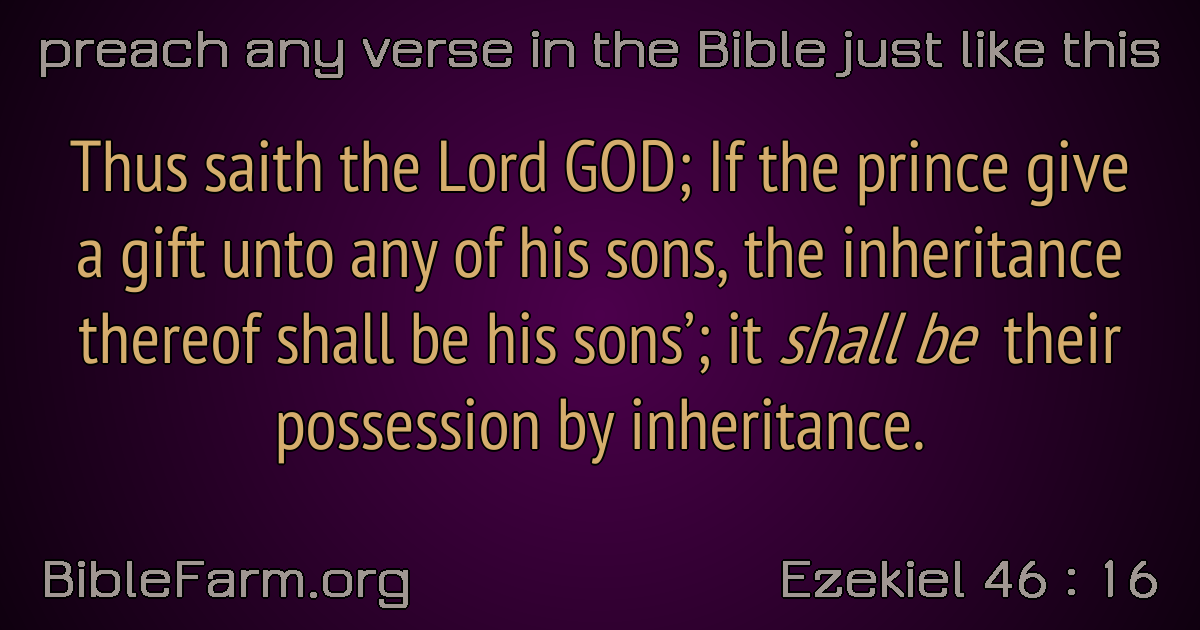 preach any verse in the Bible just like this
Thus saith the Lord GOD; If the prince give
a gift unto any of his sons, the inheritance
thereof shall be his sons’; it shall be their
possession by inheritance.
BibleFarm.org
Ezekiel 46 : 16